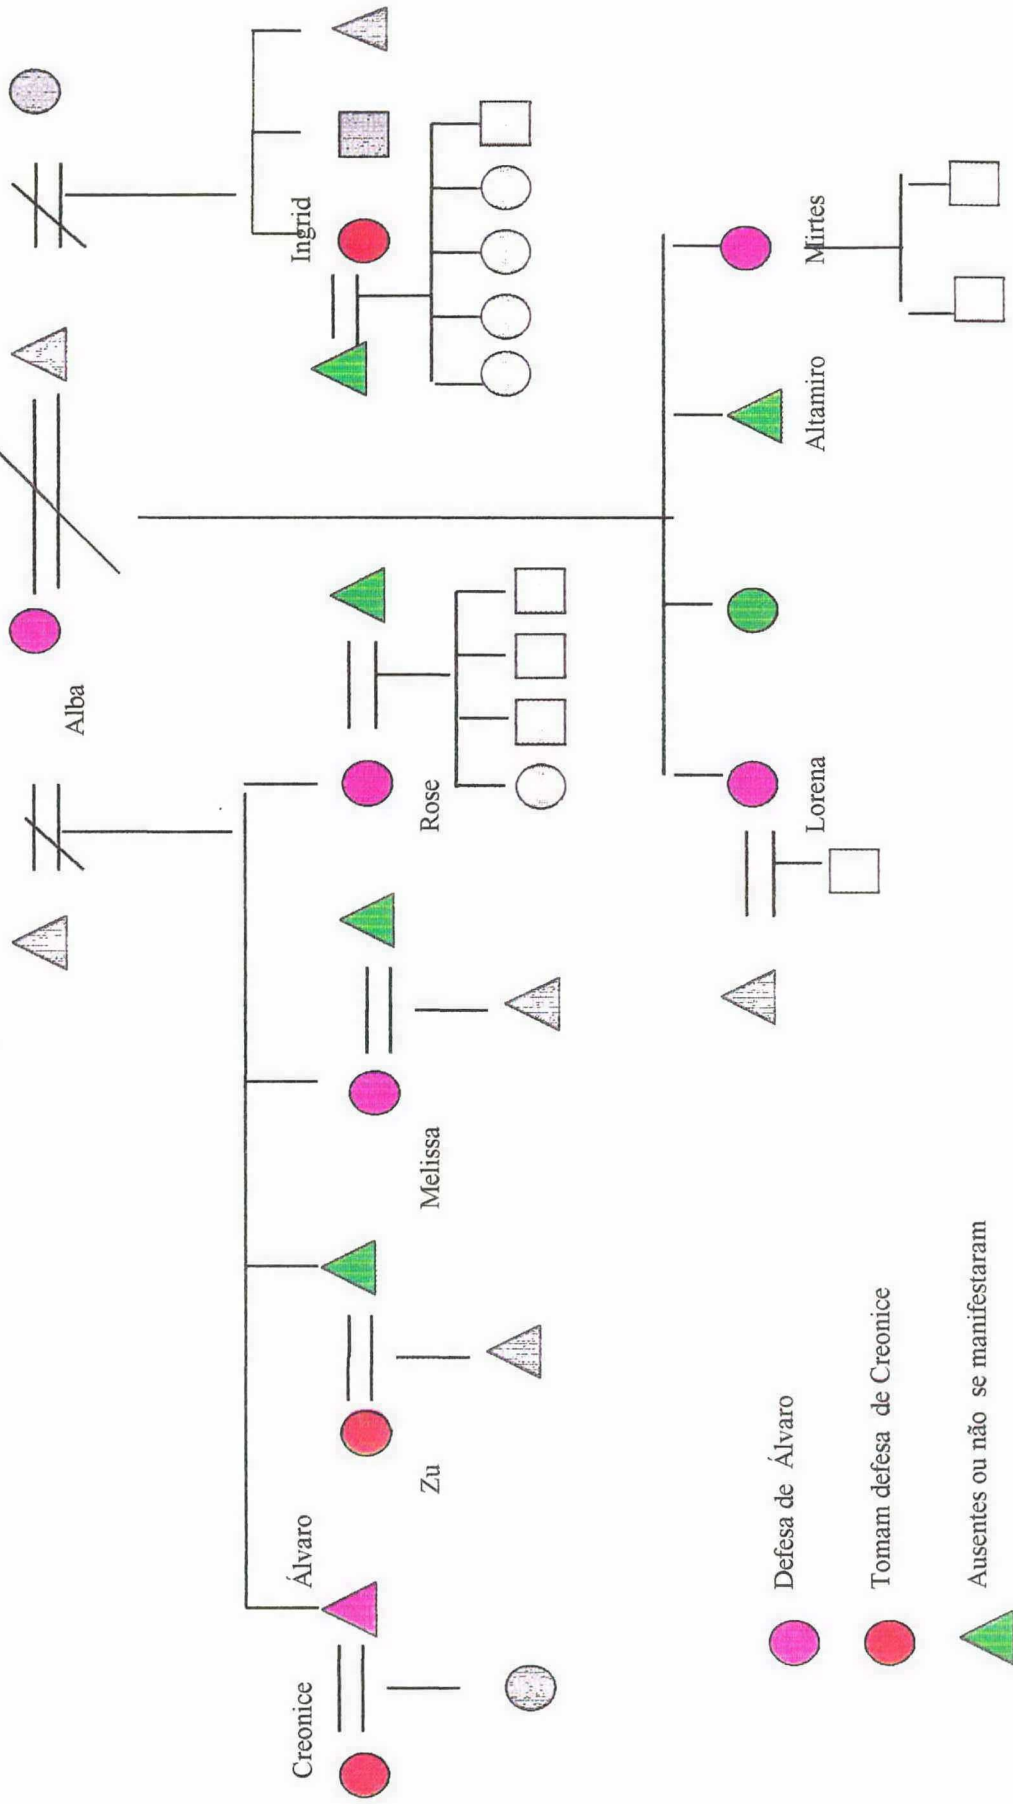 Alba
Creonice
Álvaro
Ingrid
Zu
Melissa
Rose
Lorena
Altamiro
Mirtes
Defesa de Álvaro
Tomam defesa de Creonice
Ausentes ou não se manifestaram